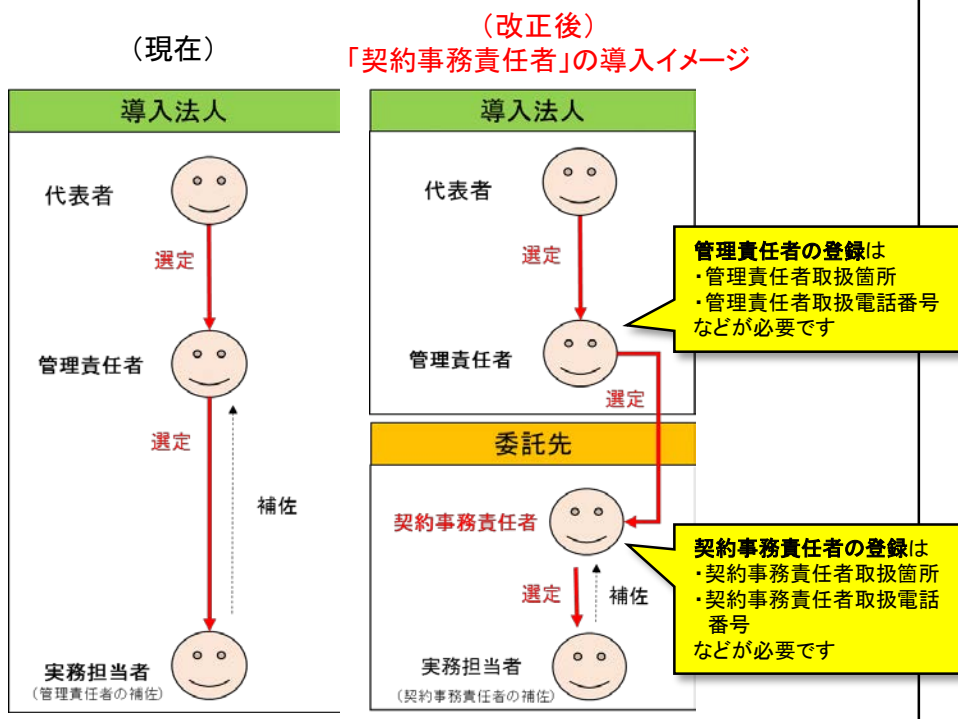 （現在）
導入法人
代表者
選定
管理責任者
選定
補佐
実務担当者
（管理責任者の補佐）
（改正後）
「契約事務責任者」の導入イメージ
導入法人
代表者
選定
管理責任者
選定
管理責任者の登録は
・管理責任者取扱箇所
・管理責任者取扱電話番号
などが必要です
委託先
契約事務責任者
選定
補佐
実務担当者
（契約事務責任者の補佐）
契約事務責任者の登録は
・契約事務責任者取扱箇所
・契約事務責任者取扱電話
番号
などが必要です